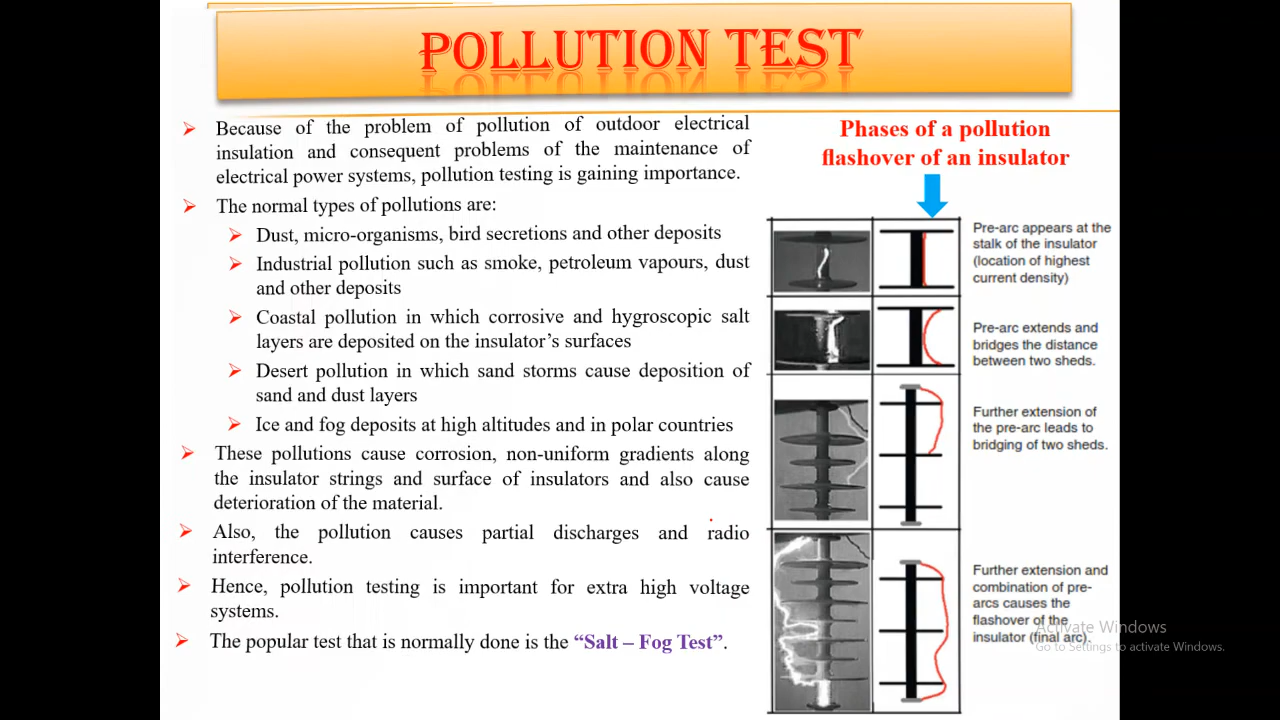 POLLUTION TEST
Because of the problem of pollution of outdoor electrical
insulation and consequent problems of the maintenance of
electrical power systems, pollution testing is gaining importance.
The normal types of pollutions are:
Dust, micro-organisms, bird secretions and other deposits
Industrial pollution such as smoke, petroleum vapours, dust
and other deposits
Coastal pollution in which corrosive and hygroscopic salt
layers are deposited on the insulator's surfaces
Desert pollution in which sand storms cause deposition of
sand and dust layers
Ice and fog deposits at high altitudes and in polar countries
These pollutions cause corrosion, non-uniform gradients along
the insulator strings and surface of insulators and also cause
deterioration of the material.
Also, the pollution causes partial discharges and radio
interference.
Hence, pollution testing is important for extra high voltage
systems.
The popular test that is normally done is the “Salt – Fog Test”.
Phases of a pollution
flashover of an insulator
Pre-arc appears at the
stalk of the insulator
(location of highest
current density)
Pre-arc extends and
bridges the distance
between two sheds.
Further extension of
the pre-arc leads to
bridging of two sheds.
Further extension and
combination of pre-
arcs causes the
flashover of the
insulator (final arc).
Activate Windows
Go to Settings to activate Windows.